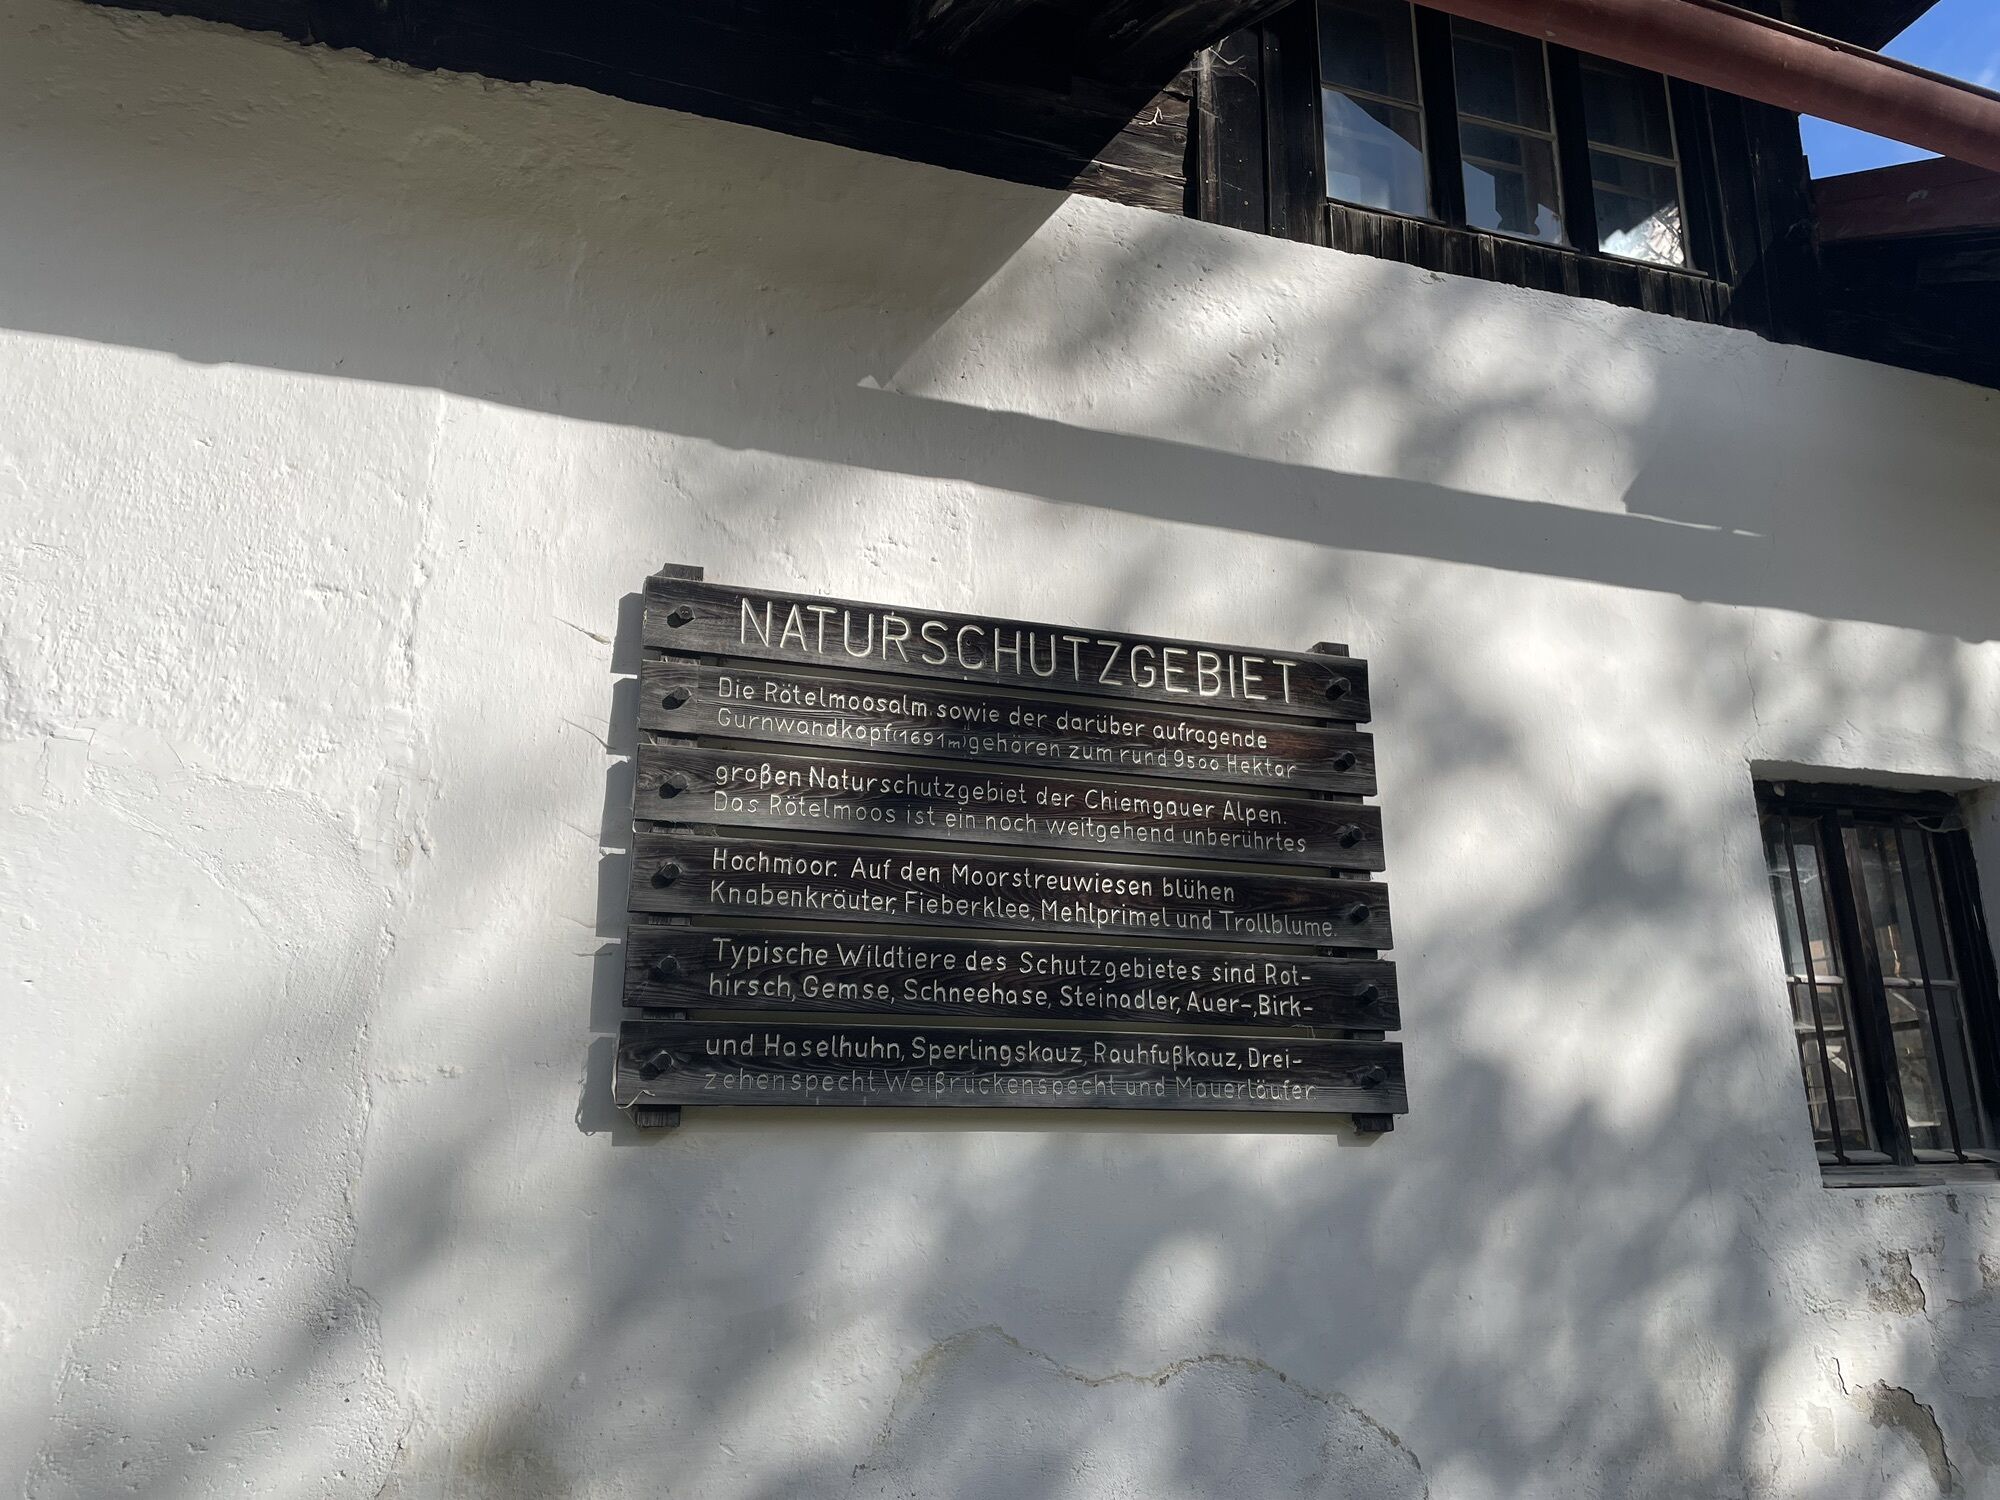 NATURSCHUTZGEBIET
Die Rötelmoosalm sowie der darüber aufragende
Gurnwandkopf (1691m) gehören zum rund 9500 Hektar
großen Naturschutzgebiet der Chiemgauer Alpen.
Das Rötelmoos ist ein noch weitgehend unberührtes
Hochmoor. Auf den Moorstreuwiesen blühen
Knabenkräuter, Fieberklee, Mehlprimel und Trollblume.
Typische Wildtiere des Schutzgebietes sind Rot-
hirsch, Gemse, Schneehase, Steinadler, Auer-, Birk-
und Haselhuhn, Sperlingskauz, Rauhfußkauz, Drei-
zehenspecht, Weißrückenspecht und Mauerläufer.